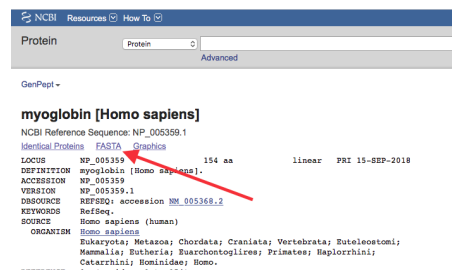 NCBI Resources How To
Protein Protein
Advanced
GenPept
myoglobin [Homo sapiens]
NCBI Reference Sequence: NP_005359.1
Identical Proteins FASTA Graphics
LOCUS NP_005359 154 aa linear PRI 15-SEP-2018
DEFINITION myoglobin [Homo sapiens].
ACCESSION NP_005359
VERSION NP_005359.1
DBSOURCE REFSEQ: accession NM_005368.2
KEYWORDS RefSeq.
SOURCE Homo sapiens (human)
ORGANISM Homo sapiens
Eukaryota; Metazoa; Chordata; Craniata; Vertebrata; Euteleostomi;
Mammalia; Eutheria; Euarchontoglires; Primates; Haplorrhini;
Catarrhini; Hominidae; Homo.